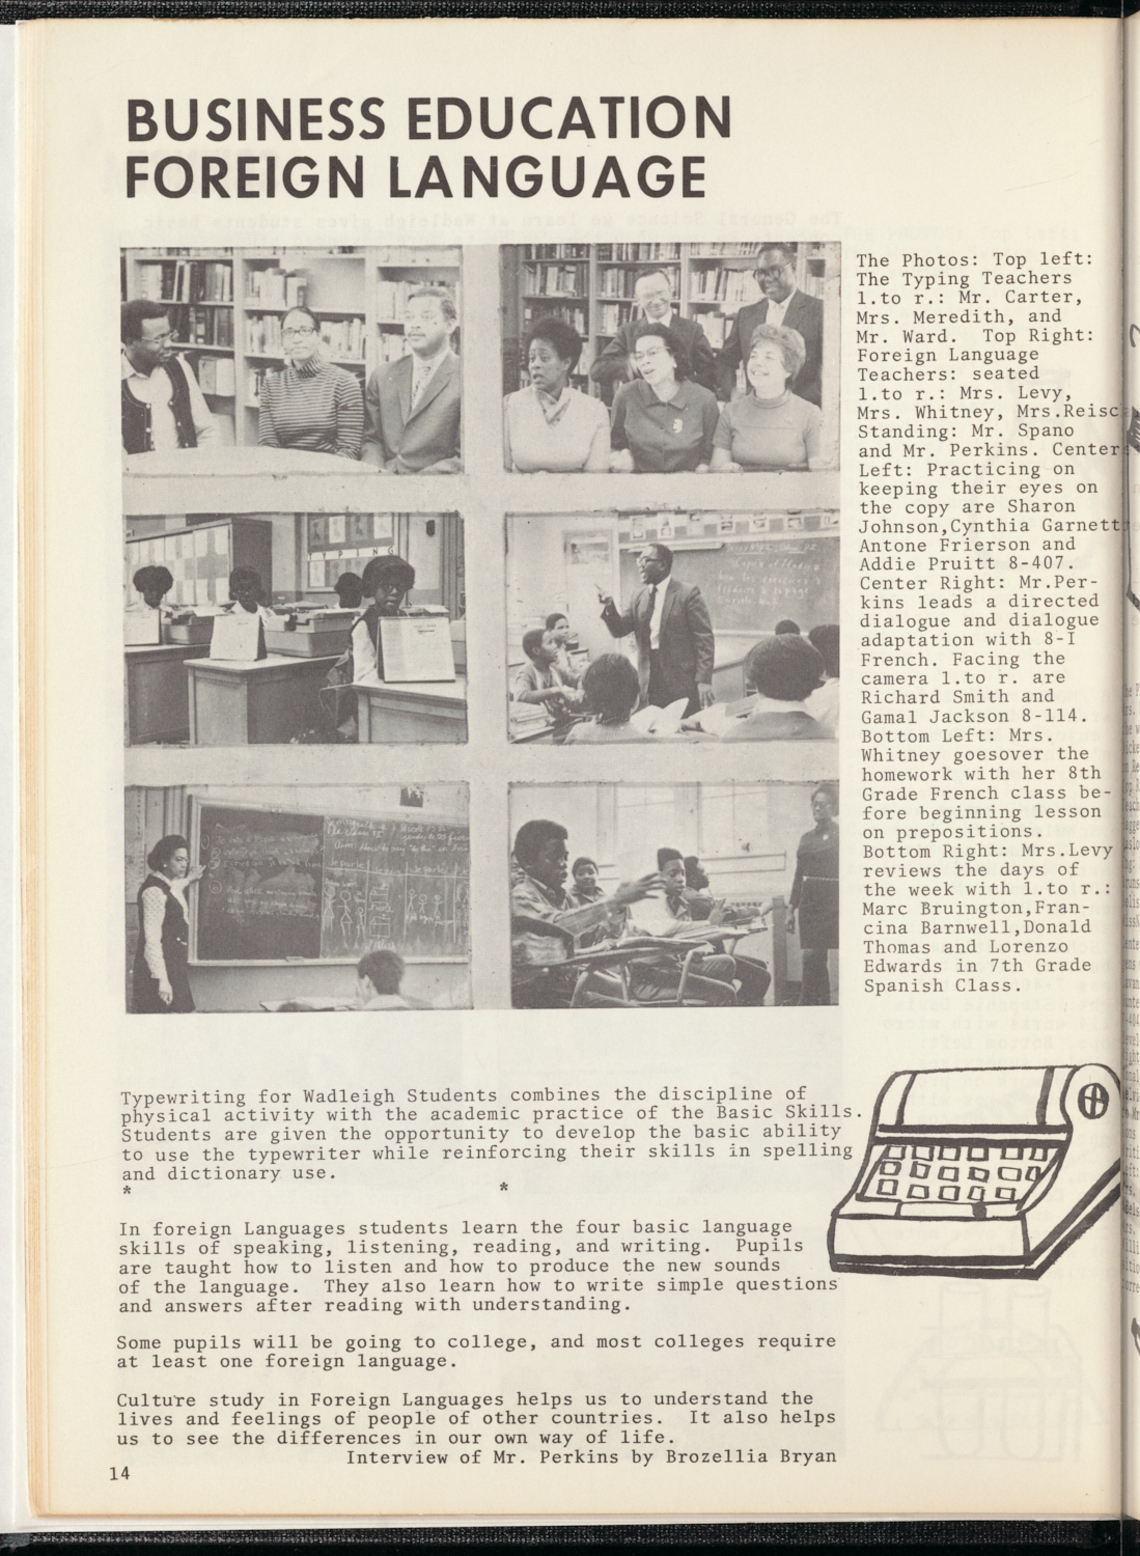 BUSINESS EDUCATION
FOREIGN LANGUAGE
The Photos: Top left:
The Typing Teachers
l.to r.: Mr. Carter,
Mrs. Meredith, and
Mr. Ward.  Top Right:
Foreign Language
Teachers: seated
l.to r.: Mrs. Levy,
Mrs. Whitney, Mrs.Reisc
Standing: Mr. Spano
and Mr. Perkins. Center
Left: Practicing on
keeping their eyes on
the copy are Sharon
Johnson,Cynthia Garnett
Antone Frierson and
Addie Pruitt 8-407.
Center Right: Mr.Per-
kins leads a directed
dialogue and dialogue
adaptation with 8-I
French. Facing the
camera l.to r. are
Richard Smith and
Gamal Jackson 8-114.
Bottom Left: Mrs.
Whitney goesover the
homework with her 8th
Grade French class be-
fore beginning lesson
on prepositions.
Bottom Right: Mrs.Levy
reviews the days of
the week with l.to r.:
Marc Bruington,Fran-
cina Barnwell,Donald
Thomas and Lorenzo
Edwards in 7th Grade
Spanish Class.
TYPING
Typewriting for Wadleigh Students combines the discipline of
physical activity with the academic practice of the Basic Skills.
Students are given the opportunity to develop the basic ability
to use the typewriter while reinforcing their skills in spelling
and dictionary use.
* *
In foreign Languages students learn the four basic language
skills of speaking, listening, reading, and writing.  Pupils
are taught how to listen and how to produce the new sounds
of the language.  They also learn how to write simple questions
and answers after reading with understanding.
Some pupils will be going to college, and most colleges require
at least one foreign language.
Culture study in Foreign Languages helps us to understand the
lives and feelings of people of other countries.  It also helps
us to see the differences in our own way of life.
Interview of Mr. Perkins by Brozellia Bryan
14